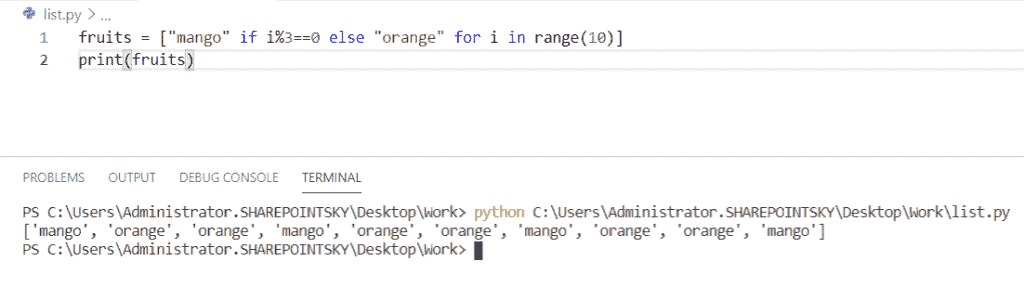 list.py > ...
1 fruits = ["mango" if i%3==0 else "orange" for i in range(10)]
2 print(fruits)
PROBLEMS OUTPUT DEBUG CONSOLE TERMINAL
PS C:\Users\Administrator.SHAREPOINTSKY\Desktop\Work> python C:\Users\Administrator.SHAREPOINTSKY\Desktop\Work\list.py
['mango', 'orange', 'orange', 'mango', 'orange', 'orange', 'mango', 'orange', 'orange', 'mango']
PS C:\Users\Administrator.SHAREPOINTSKY\Desktop\Work>